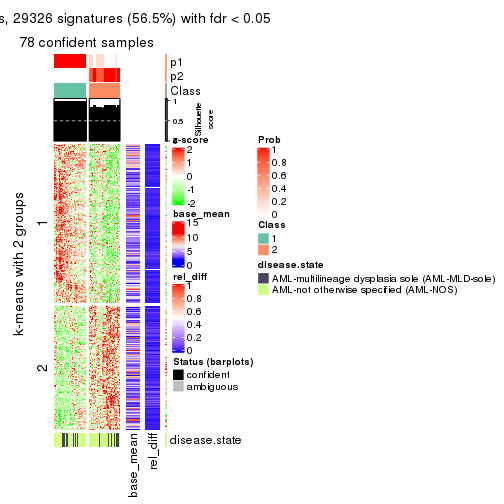 s, 29326 signatures (56.5%) with fdr < 0.05
78 confident samples
p1
p2
Class
1
0.5
0
Silhouette
score
k-means with 2 groups
1
2
z-score
2
1
0
-1
-2
base_mean
15
10
5
0
rel_diff
1
0.8
0.6
0.4
0.2
0
Status (barplots)
confident
ambiguous
Prob
1
0.8
0.6
0.4
0.2
0
Class
1
2
disease.state
AML-multilineage dysplasia sole (AML-MLD-sole)
AML-not otherwise specified (AML-NOS)
disease.state
base_mean
rel_diff